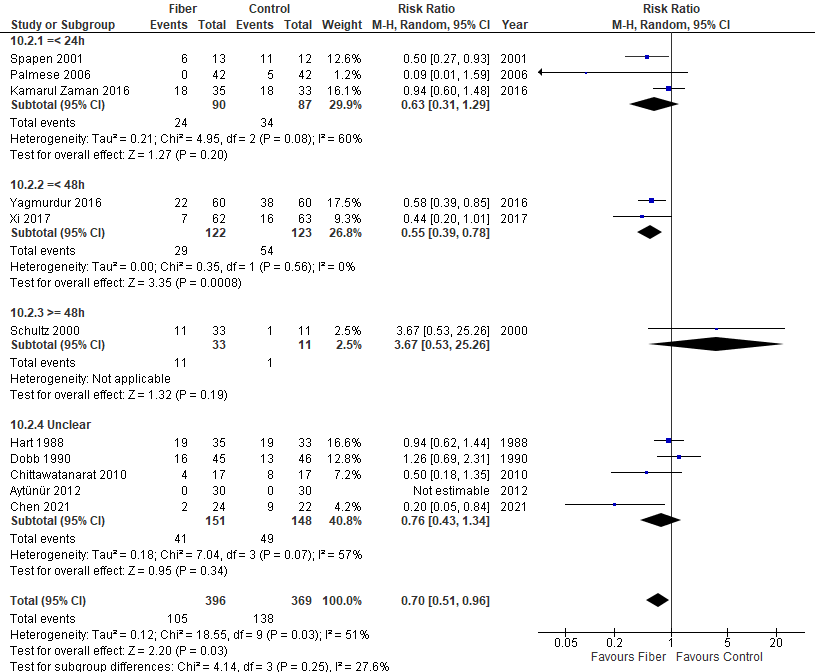 Fiber Control Risk Ratio Risk Ratio
Study or Subgroup Events Total Events Total Weight M-H, Random, 95% CI Year M-H, Random, 95% CI
10.2.1 =< 24h
Spapen 2001 6 13 11 12 12.6% 0.50 [0.27, 0.93] 2001
Palmese 2006 0 42 5 42 1.2% 0.09 [0.01, 1.59] 2006
Kamarul Zaman 2016 18 35 18 33 16.1% 0.94 [0.60, 1.48] 2016
Subtotal (95% CI) 90 87 29.9% 0.63 [0.31, 1.29]
Total events 24 34
Heterogeneity: Tau² = 0.21; Chi² = 4.95, df = 2 (P = 0.08); I² = 60%
Test for overall effect: Z = 1.27 (P = 0.20)
10.2.2 =< 48h
Yagmurdur 2016 22 60 38 60 17.5% 0.58 [0.39, 0.85] 2016
Xi 2017 7 62 16 63 9.3% 0.44 [0.20, 1.01] 2017
Subtotal (95% CI) 122 123 26.8% 0.55 [0.39, 0.78]
Total events 29 54
Heterogeneity: Tau² = 0.00; Chi² = 0.35, df = 1 (P = 0.56); I² = 0%
Test for overall effect: Z = 3.35 (P = 0.0008)
10.2.3 >= 48h
Schultz 2000 11 33 1 11 2.5% 3.67 [0.53, 25.26] 2000
Subtotal (95% CI) 33 11 2.5% 3.67 [0.53, 25.26]
Total events 11 1
Heterogeneity: Not applicable
Test for overall effect: Z = 1.32 (P = 0.19)
10.2.4 Unclear
Hart 1988 19 35 19 33 16.6% 0.94 [0.62, 1.44] 1988
Dobb 1990 16 45 13 46 12.8% 1.26 [0.69, 2.31] 1990
Chittawatanarat 2010 4 17 8 17 7.2% 0.50 [0.18, 1.35] 2010
Aytünür 2012 0 30 0 30 Not estimable 2012
Chen 2021 2 24 9 22 4.2% 0.20 [0.05, 0.84] 2021
Subtotal (95% CI) 151 148 40.8% 0.76 [0.43, 1.34]
Total events 41 49
Heterogeneity: Tau² = 0.18; Chi² = 7.04, df = 3 (P = 0.07); I² = 57%
Test for overall effect: Z = 0.95 (P = 0.34)
Total (95% CI) 396 369 100.0% 0.70 [0.51, 0.96]
Total events 105 138
Heterogeneity: Tau² = 0.12; Chi² = 18.55, df = 9 (P = 0.03); I² = 51%
Test for overall effect: Z = 2.20 (P = 0.03)
Test for subgroup differences: Chi² = 4.14, df = 3 (P = 0.25), I² = 27.6%
0.05 0.2 1 5 20
Favours Fiber Favours Control